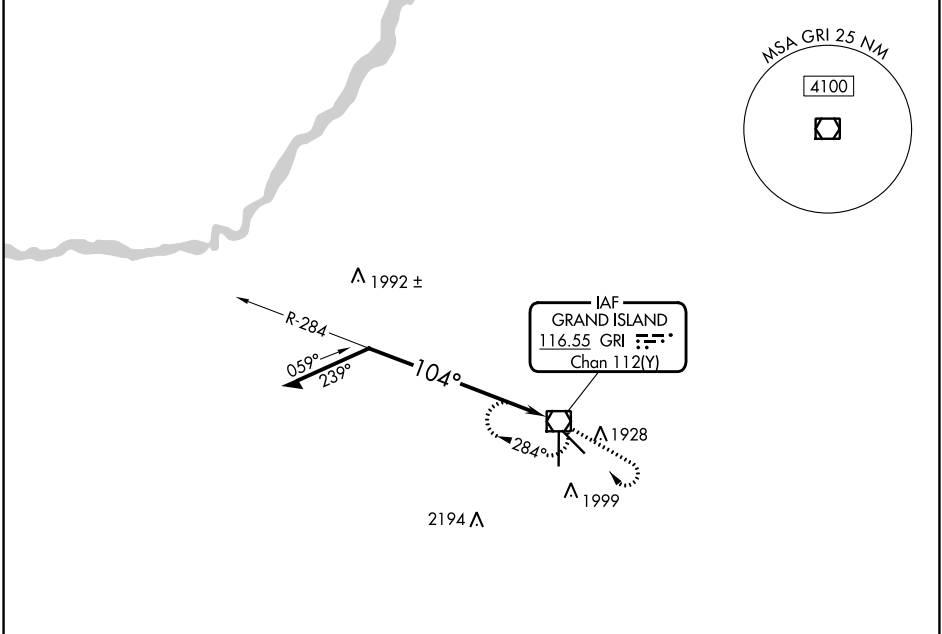 MSA GRI 25 NM
4100
1992 ±
R-284
059°
239°
104°
IAF
GRAND ISLAND
116.55 GRI
Chan 112(Y)
1928
284°
1999
2194